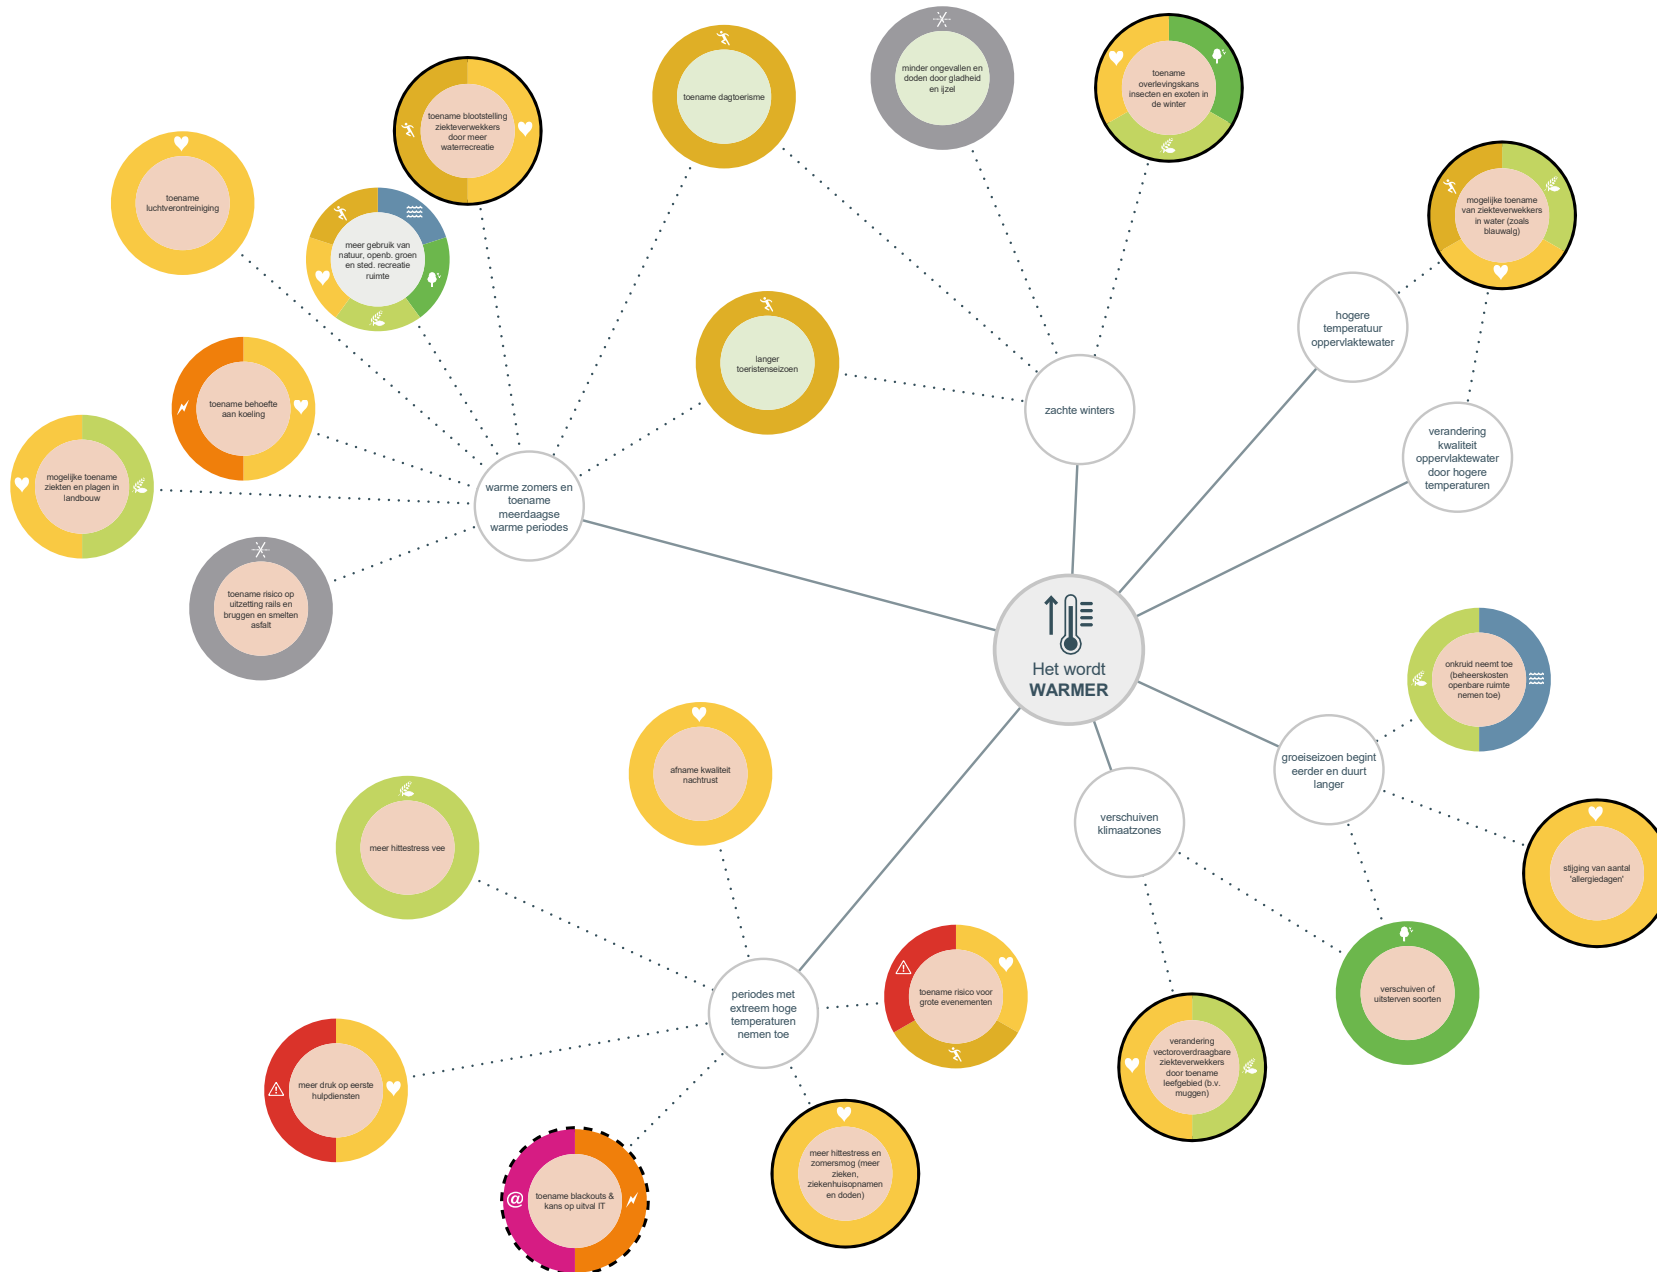 minder ongevallen en
doden door gladheid
en ijzel
toename
overlevingskans
insecten en exoten in
de winter
toename dagtoerisme
toename blootstelling
ziekteverwekkers
door meer
waterrecreatie
toename
luchtverontreiniging
meer gebruik van
natuur, openb. groen
en sted. recreatie
ruimte
mogelijke toename
van ziekteverwekkers
in water (zoals
blauwalg)
hogere
temperatuur
oppervlaktewater
langer
toeristenseizoen
zachte winters
toename behoefte
aan koeling
verandering
kwaliteit
oppervlaktewater
door hogere
temperaturen
mogelijke toename
ziekten en plagen in
landbouw
warme zomers en
toename
meerdaagse
warme periodes
toename risico op
uitzetting rails en
bruggen en smelten
asfalt
Het wordt
WARMER
onkruid neemt toe
(beheerskosten
openbare ruimte
nemen toe)
groeiseizoen begint
eerder en duurt
langer
afname kwaliteit
nachtrust
verschuiven
klimaatzones
meer hittestress vee
stijging van aantal
'allergiedagen'
verschuiven of
uitsterven soorten
toename risico voor
grote evenementen
periodes met
extreem hoge
temperaturen
nemen toe
verandering
vectoroverdraagbare
ziekteverwekkers
door toename
leefgebied (b.v.
muggen)
meer druk op eerste
hulpdiensten
meer hittestress en
zomersmog (meer
zieken,
ziekenhuisopnamen
en doden)
@
toename blackouts &
kans op uitval IT